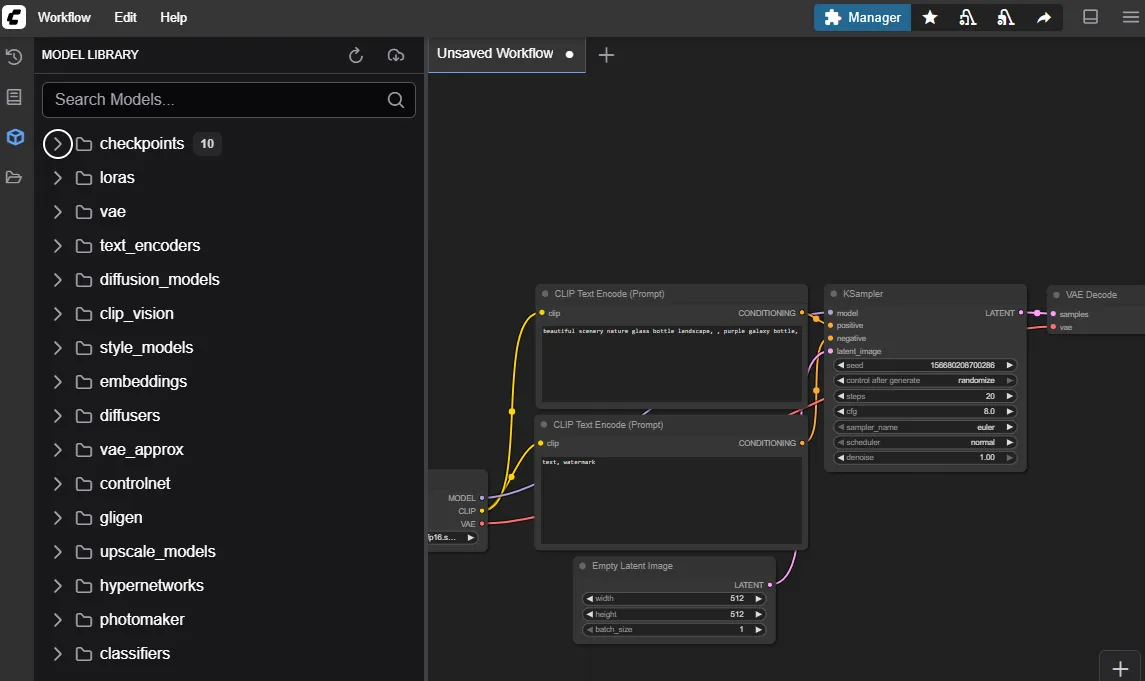 Workflow Edit Help
Manager
MODEL LIBRARY
Unsaved Workflow
Search Models...
checkpoints 10
loras
vae
text_encoders
diffusion_models
clip_vision
style_models
embeddings
diffusers
vae_approx
controlnet
gligen
upscale_models
hypernetworks
photomaker
classifiers
MODEL
CLIP
VAE
fp16.s...
CLIP Text Encode (Prompt)
clip CONDITIONING
beautiful scenery nature glass bottle landscape, , purple galaxy bottle,
CLIP Text Encode (Prompt)
clip CONDITIONING
text, watermark
Empty Latent Image
LATENT
width 512
height 512
batch_size 1
KSampler
model LATENT
positive
negative
latent_image
seed 156680208700286
control after generate randomize
steps 20
cfg 8.0
sampler_name euler
scheduler normal
denoise 1.00
VAE Decode
samples
vae